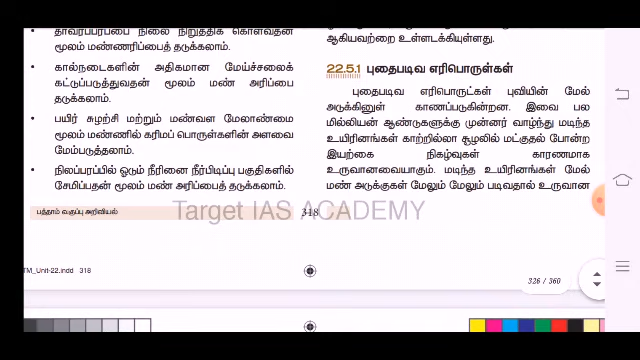 தாவரப்பரப்பை நிலை நிறுத்திக் கொள்வதன்
மூலம் மண்ணரிப்பைத் தடுக்கலாம்.
• கால்நடைகளின் அதிகமான மேய்ச்சலைக்
கட்டுப்படுத்துவதன் மூலம் மண் அரிப்பை
தடுக்கலாம்.
• பயிர் சுழற்சி மற்றும் மண்வள மேலாண்மை
மூலம் மண்ணில் கரிமப் பொருள்களின் அளவை
மேம்படுத்தலாம்.
• நிலப்பரப்பில் ஓடும் நீரினை நீர்பிடிப்பு பகுதிகளில்
சேமிப்பதன் மூலம் மண் அரிப்பைத் தடுக்கலாம்.
ஆகியவற்றை உள்ளடக்கியுள்ளது.
22.5.1 புதைபடிவ எரிபொருள்கள்
புதைபடிவ எரிபொருட்கள் புவியின் மேல்
அடுக்கினுள் காணப்படுகின்றன. இவை பல
மில்லியன் ஆண்டுகளுக்கு முன்னர் வாழ்ந்து மடிந்த
உயிரினங்கள் காற்றில்லா சூழலில் மட்குதல் போன்ற
இயற்கை நிகழ்வுகள் காரணமாக
உருவானவையாகும். மடிந்த உயிரினங்கள் மேல்
மண் அடுக்குகள் மேலும் மேலும் படிவதால் உருவான
பத்தாம் வகுப்பு அறிவியல்
318
Target IAS ACADEMY
TM_Unit-22.indd 318
326 / 360